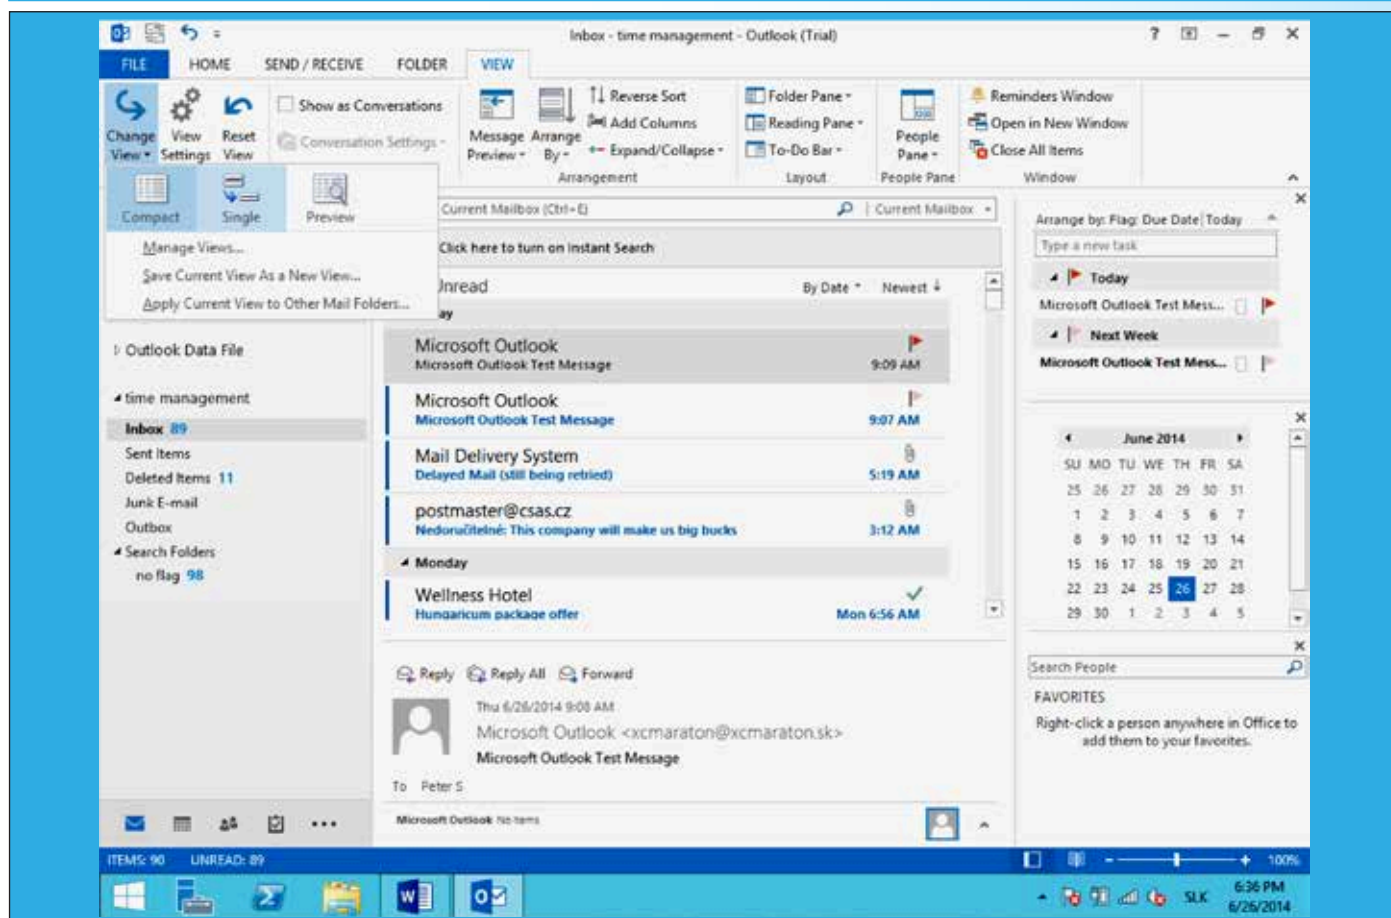 Inbox - time management - Outlook (Trial)
?
FILE HOME SEND / RECEIVE FOLDER VIEW
Change View
View Settings
Reset View
Show as Conversations
Conversation Settings
Message Preview
Arrange By
Reverse Sort
Add Columns
Expand/Collapse
Arrangement
Folder Pane
Reading Pane
To-Do Bar
Layout
People Pane
People Pane
Reminders Window
Open in New Window
Close All Items
Window
Compact Single Preview
Manage Views...
Save Current View As a New View...
Apply Current View to Other Mail Folders...
Outlook Data File
time management
Inbox 89
Sent Items
Deleted Items 11
Junk E-mail
Outbox
Search Folders
no flag 98
Current Mailbox (Ctrl+E) Current Mailbox
Click here to turn on Instant Search
Unread By Date Newest
ay
Microsoft Outlook
Microsoft Outlook Test Message 9:09 AM
Microsoft Outlook
Microsoft Outlook Test Message 9:07 AM
Mail Delivery System
Delayed Mail (still being retried) 5:19 AM
postmaster@csas.cz
Nedoručitelné: This company will make us big bucks 3:12 AM
Monday
Wellness Hotel
Hungaricum package offer Mon 6:56 AM
Reply Reply All Forward
Thu 6/26/2014 9:08 AM
Microsoft Outlook <xcmaraton@xcmaraton.sk>
Microsoft Outlook Test Message
To Peter S
Microsoft Outlook No items
Arrange by: Flag: Due Date Today
Type a new task
Today
Microsoft Outlook Test Mess...
Next Week
Microsoft Outlook Test Mess...
June 2014
SU MO TU WE TH FR SA
25 26 27 28 29 30 31
1 2 3 4 5 6 7
8 9 10 11 12 13 14
15 16 17 18 19 20 21
22 23 24 25 26 27 28
29 30 1 2 3 4 5
Search People
FAVORITES
Right-click a person anywhere in Office to
add them to your favorites.
ITEMS: 90 UNREAD: 89 100%
SLK 6:36 PM
6/26/2014